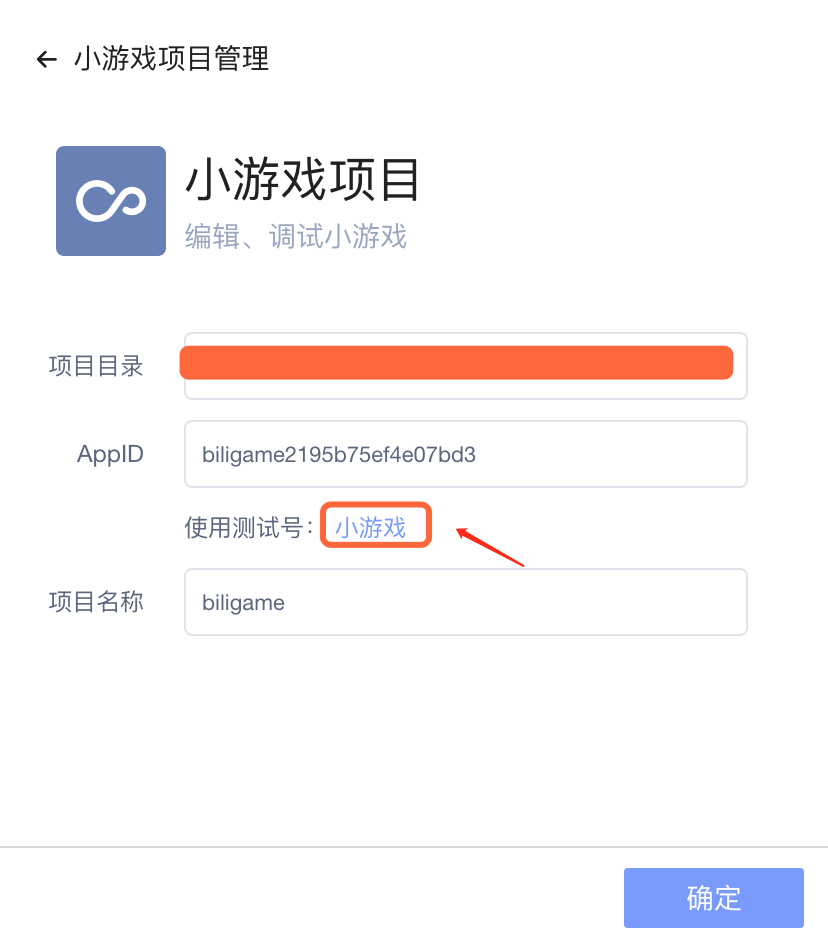 小游戏项目管理
小游戏项目
编辑、调试小游戏
项目目录
AppID
biligame2195b75ef4e07bd3
使用测试号：小游戏
项目名称
biligame
确定